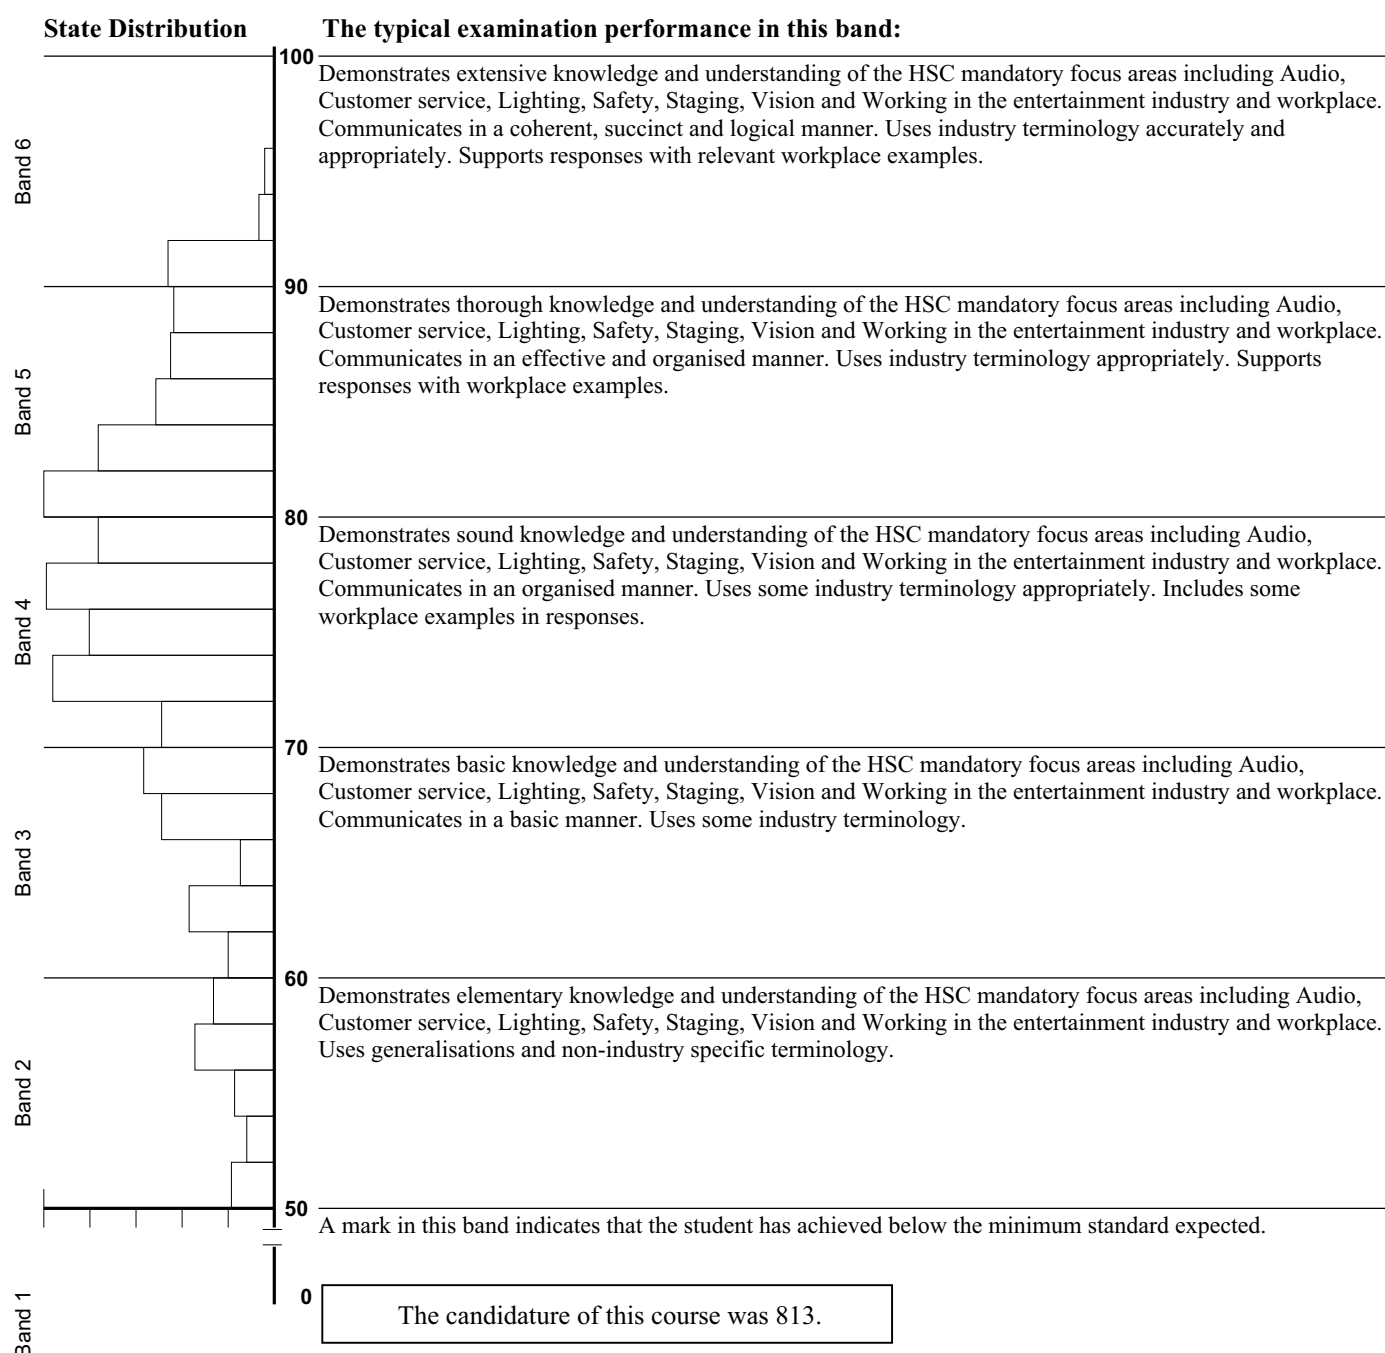 State Distribution
The typical examination performance in this band:
100
Demonstrates extensive knowledge and understanding of the HSC mandatory focus areas including Audio,
Customer service, Lighting, Safety, Staging, Vision and Working in the entertainment industry and workplace.
Communicates in a coherent, succinct and logical manner. Uses industry terminology accurately and
appropriately. Supports responses with relevant workplace examples.
Band 6
90
Demonstrates thorough knowledge and understanding of the HSC mandatory focus areas including Audio,
Customer service, Lighting, Safety, Staging, Vision and Working in the entertainment industry and workplace.
Communicates in an effective and organised manner. Uses industry terminology appropriately. Supports
responses with workplace examples.
Band 5
80
Demonstrates sound knowledge and understanding of the HSC mandatory focus areas including Audio,
Customer service, Lighting, Safety, Staging, Vision and Working in the entertainment industry and workplace.
Communicates in an organised manner. Uses some industry terminology appropriately. Includes some
workplace examples in responses.
Band 4
70
Demonstrates basic knowledge and understanding of the HSC mandatory focus areas including Audio,
Customer service, Lighting, Safety, Staging, Vision and Working in the entertainment industry and workplace.
Communicates in a basic manner. Uses some industry terminology.
Band 3
60
Demonstrates elementary knowledge and understanding of the HSC mandatory focus areas including Audio,
Customer service, Lighting, Safety, Staging, Vision and Working in the entertainment industry and workplace.
Uses generalisations and non-industry specific terminology.
Band 2
50
A mark in this band indicates that the student has achieved below the minimum standard expected.
0
Band 1
The candidature of this course was 813.